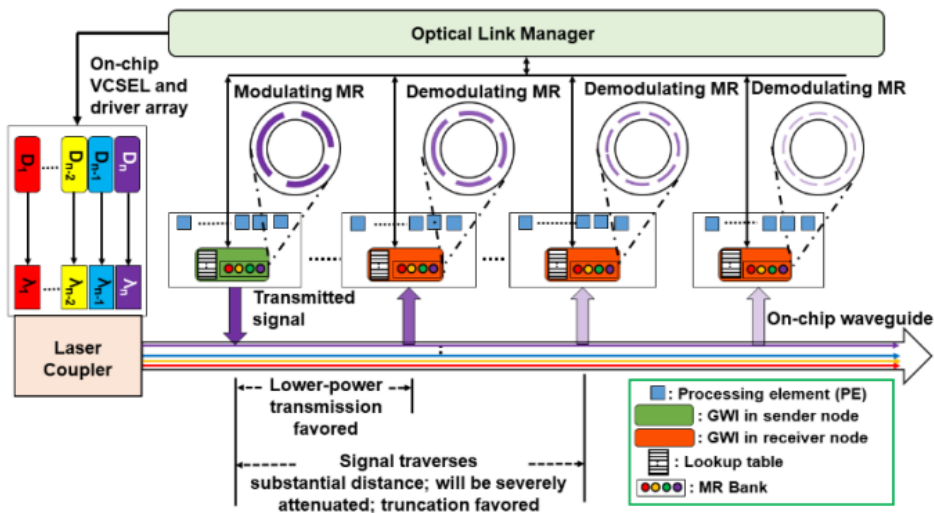 Optical Link Manager
On-chip
VCSEL and
driver array
Modulating MR
Demodulating MR
Demodulating MR
Demodulating MR
D1
Dn-2
Dn-1
Dn
λ1
λn-2
λn-1
λn
Laser
Coupler
Transmitted
signal
On-chip waveguide
Lower-power
transmission
favored
Signal traverses
substantial distance; will be severely
attenuated; truncation favored
: Processing element (PE)
: GWI in sender node
: GWI in receiver node
: Lookup table
: MR Bank